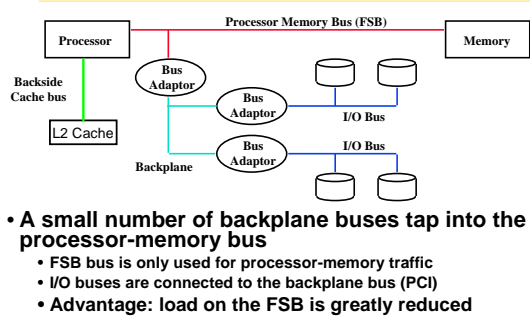 Processor Memory Bus (FSB)
Processor
Memory
Bus
Adaptor
Backside
Cache bus
Bus
Adaptor
I/O Bus
L2 Cache
Bus
Adaptor
I/O Bus
Backplane
• A small number of backplane buses tap into the
processor-memory bus
• FSB bus is only used for processor-memory traffic
• I/O buses are connected to the backplane bus (PCI)
• Advantage: load on the FSB is greatly reduced